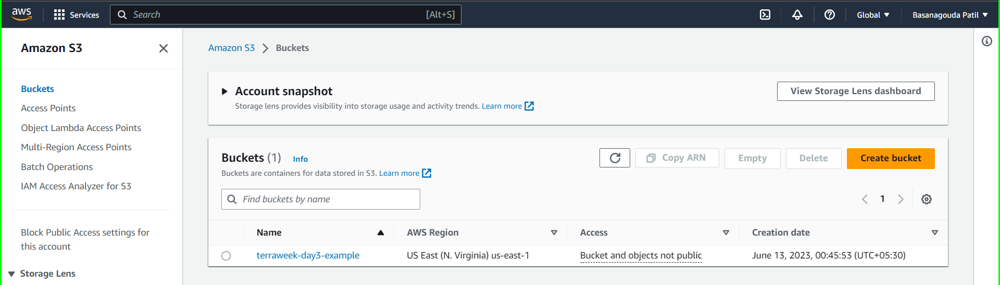 aws
Services
Search [Alt+S]
Global
Basanagouda Patil
Amazon S3
Buckets
Access Points
Object Lambda Access Points
Multi-Region Access Points
Batch Operations
IAM Access Analyzer for S3
Block Public Access settings for
this account
Storage Lens
Amazon S3 > Buckets
Account snapshot
Storage lens provides visibility into storage usage and activity trends. Learn more
View Storage Lens dashboard
Buckets (1) Info
Buckets are containers for data stored in S3. Learn more
Copy ARN
Empty
Delete
Create bucket
Find buckets by name
1
Name AWS Region Access Creation date
terraweek-day3-example US East (N. Virginia) us-east-1 Bucket and objects not public June 13, 2023, 00:45:53 (UTC+05:30)